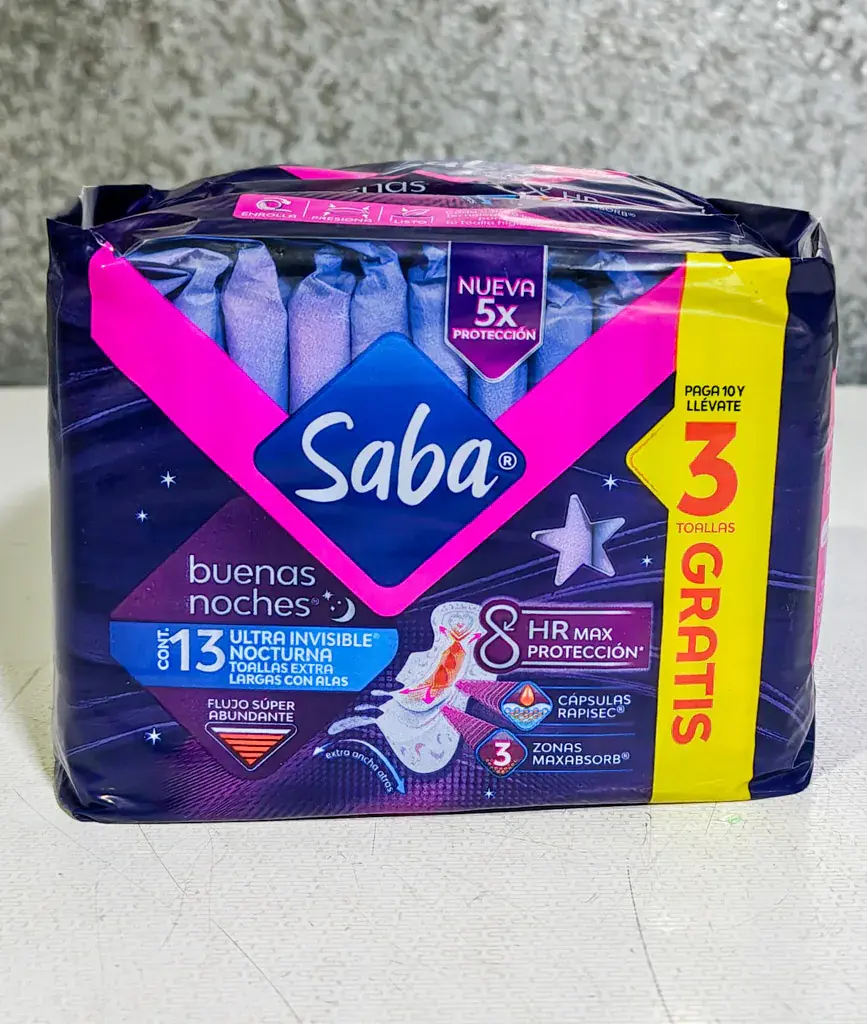 ENROLLA
PRESIONA
LISTO
NUEVA
5x
PROTECCIÓN
Saba®
buenas
noches
CONT.
13
ULTRA INVISIBLE®
NOCTURNA
TOALLAS EXTRA
LARGAS CON ALAS
FLUJO SÚPER
ABUNDANTE
extra ancha atrás
8 HR MAX
PROTECCIÓN*
CÁPSULAS
RAPISEC®
3 ZONAS
MAXABSORB®
PAGA 10 Y
LLÉVATE
3
TOALLAS
GRATIS